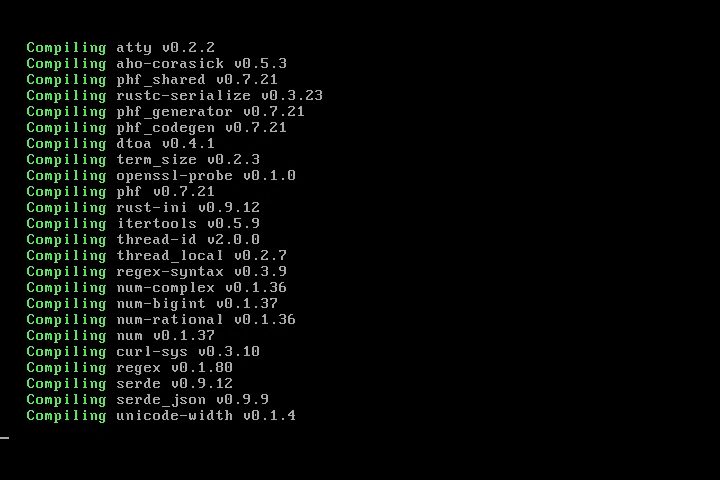 Compiling atty v0.2.2
Compiling aho-corasick v0.5.3
Compiling phf_shared v0.7.21
Compiling rustc-serialize v0.3.23
Compiling phf_generator v0.7.21
Compiling phf_codegen v0.7.21
Compiling dtoa v0.4.1
Compiling term_size v0.2.3
Compiling openssl-probe v0.1.0
Compiling phf v0.7.21
Compiling rust-ini v0.9.12
Compiling itertools v0.5.9
Compiling thread-id v2.0.0
Compiling thread_local v0.2.7
Compiling regex-syntax v0.3.9
Compiling num-complex v0.1.36
Compiling num-bigint v0.1.37
Compiling num-rational v0.1.36
Compiling num v0.1.37
Compiling curl-sys v0.3.10
Compiling regex v0.1.80
Compiling serde v0.9.12
Compiling serde_json v0.9.9
Compiling unicode-width v0.1.4